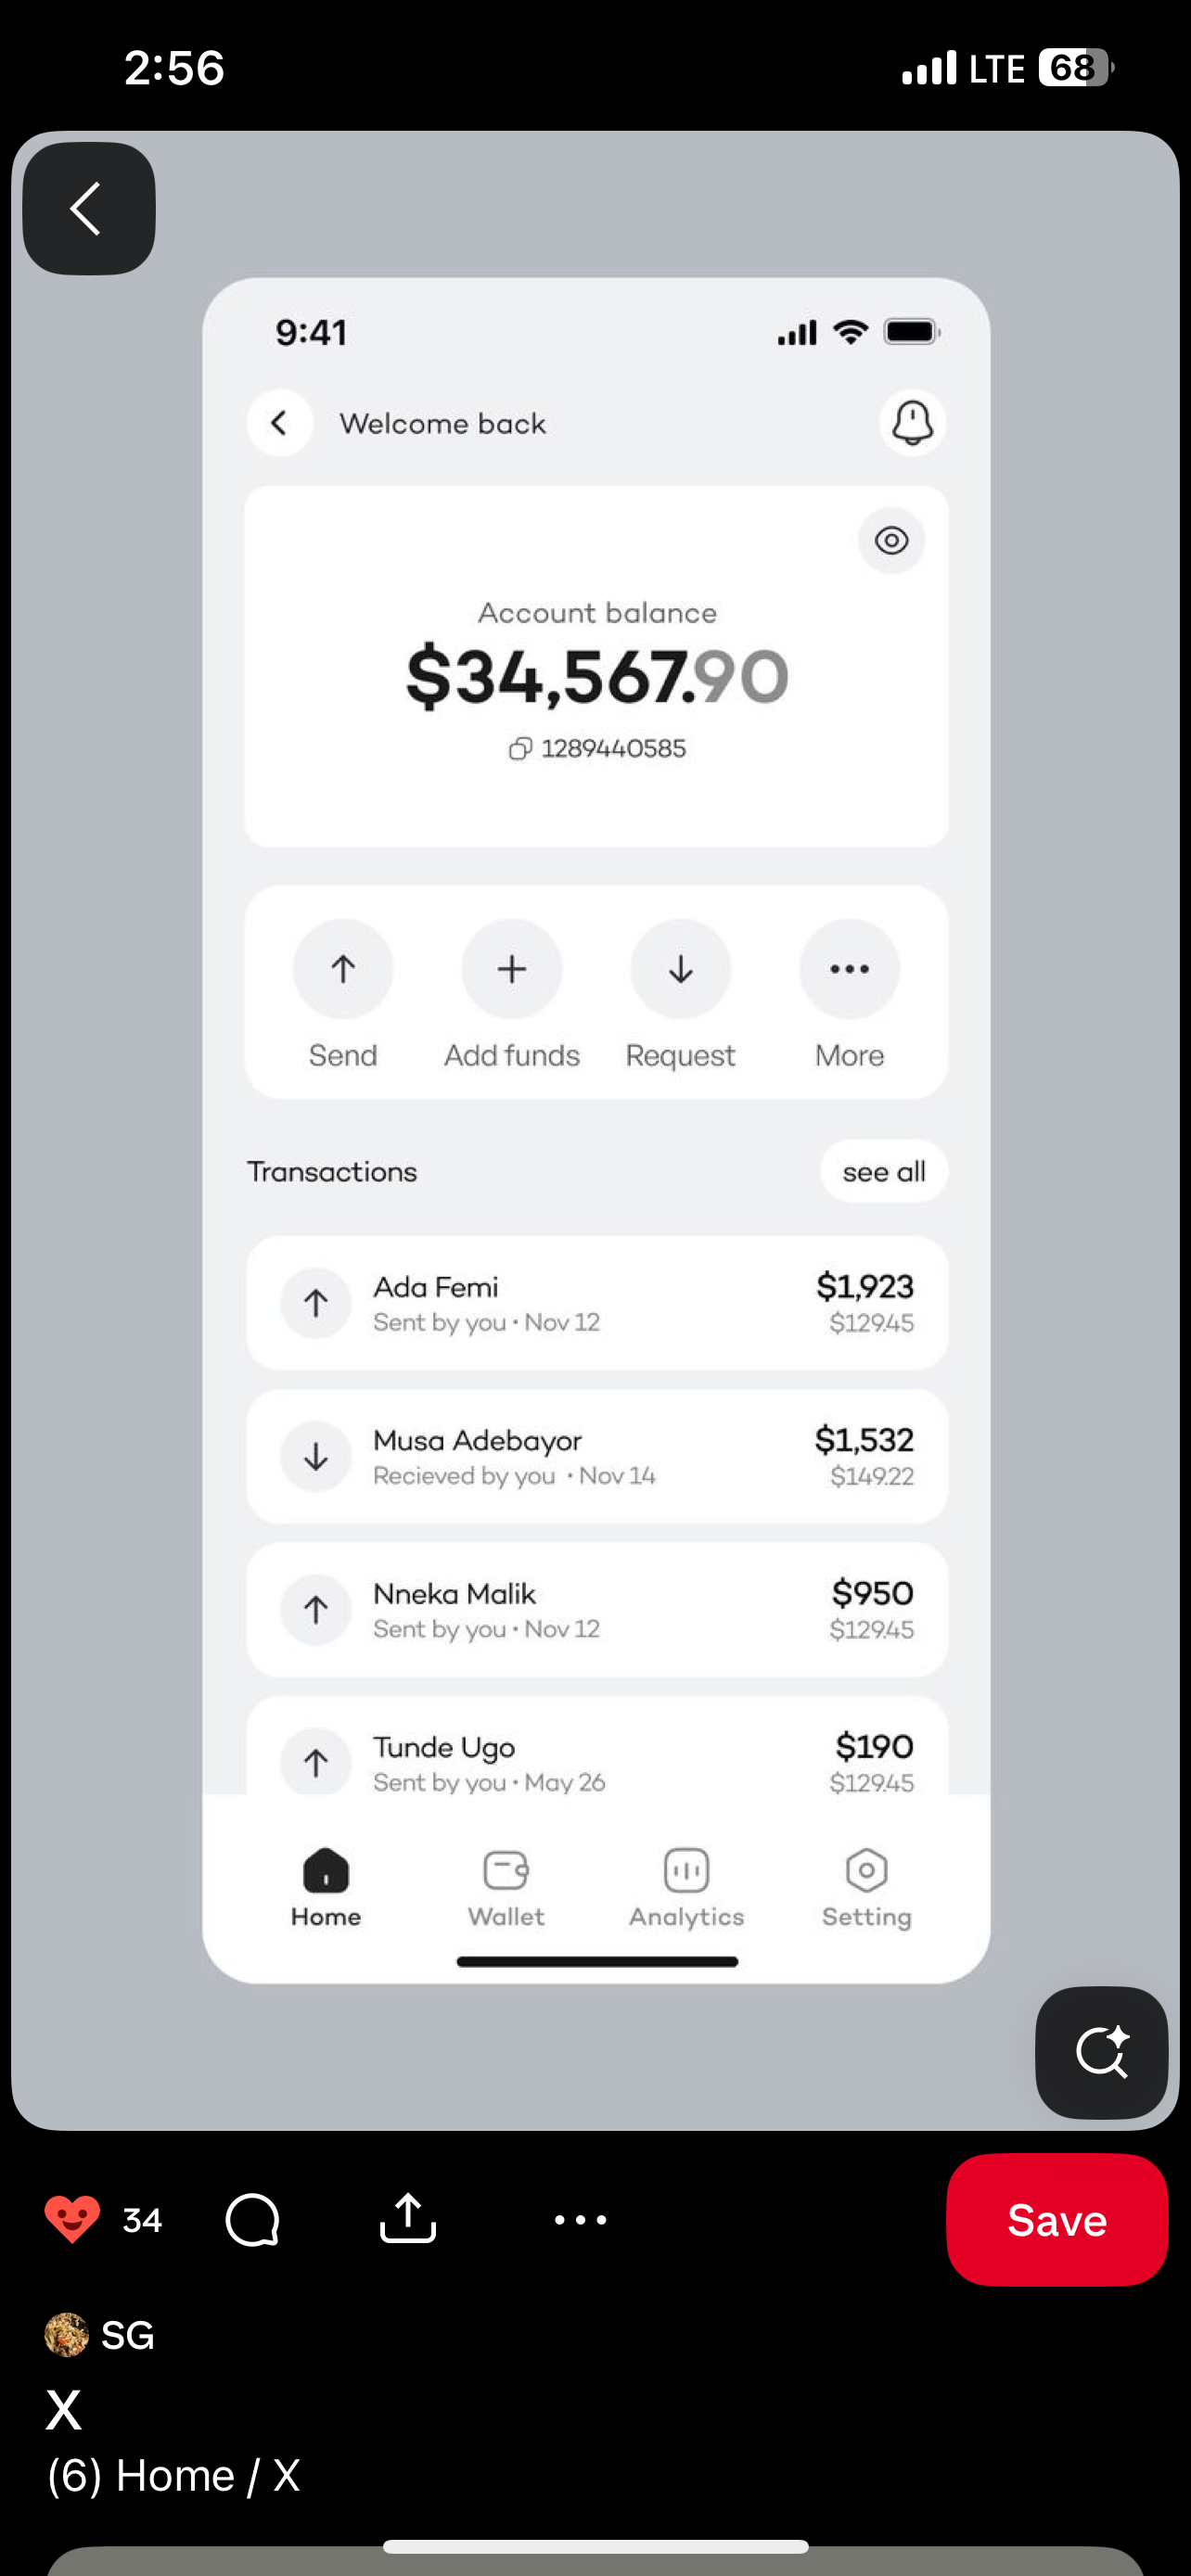 2:56 LTE 68
9:41
Welcome back
Account balance
$34,567.90
1289440585
Send Add funds Request More
Transactions see all
Ada Femi $1,923
Sent by you • Nov 12 $129.45
Musa Adebayor $1,532
Recieved by you • Nov 14 $149.22
Nneka Malik $950
Sent by you • Nov 12 $129.45
Tunde Ugo $190
Sent by you • May 26 $129.45
Home Wallet Analytics Setting
34 Save
SG
X
(6) Home / X